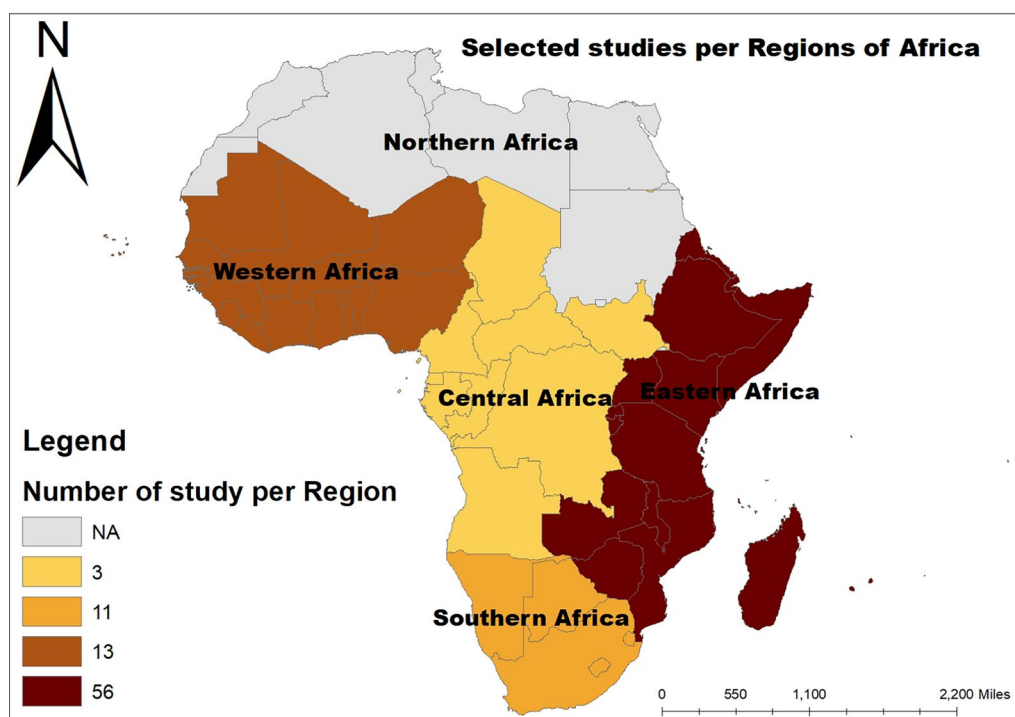 N
Selected studies per Regions of Africa
Northern Africa
Western Africa
Eastern Africa
Central Africa
Southern Africa
Legend
Number of study per Region
NA
3
11
13
56
0 550 1,100 2,200 Miles